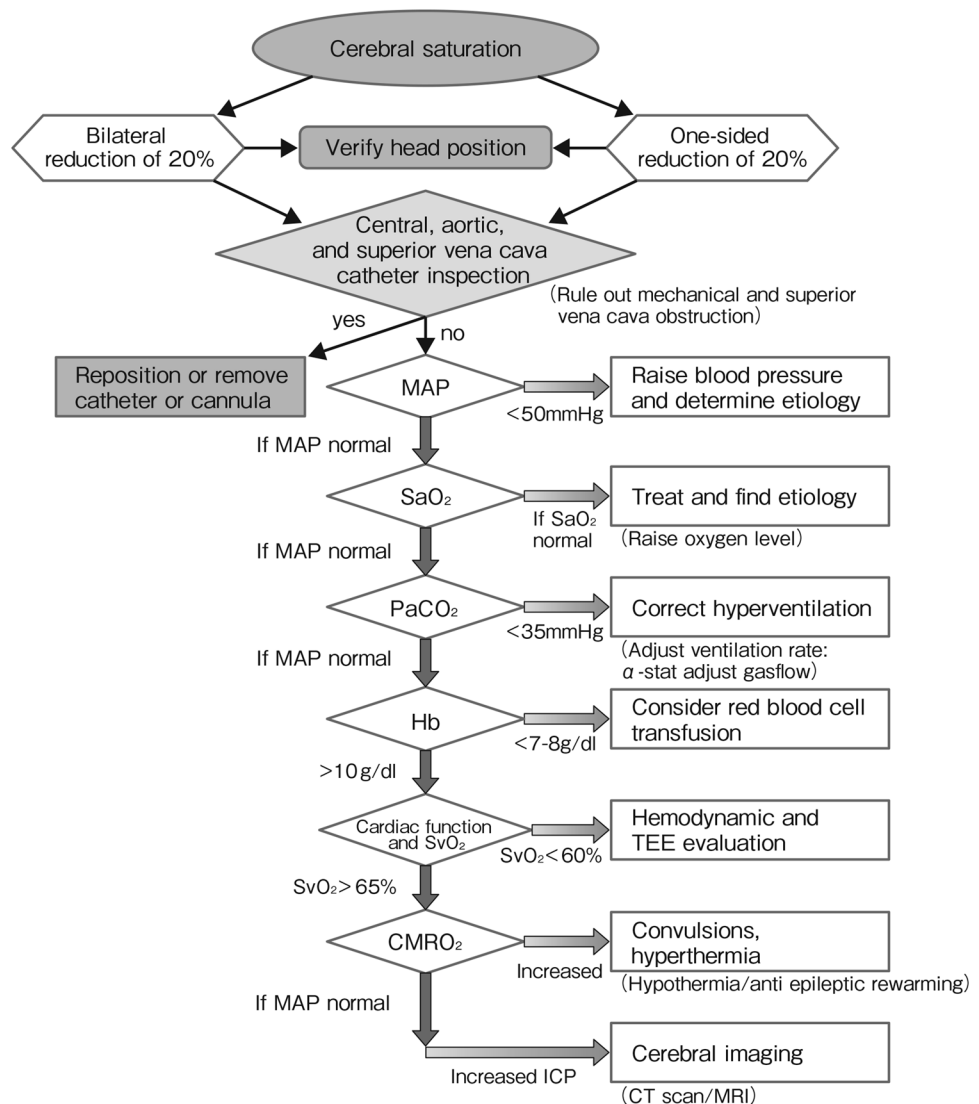 Cerebral saturation
Bilateral
reduction of 20%
Verify head position
One-sided
reduction of 20%
Central, aortic,
and superior vena cava
catheter inspection
(Rule out mechanical and superior
vena cava obstruction)
yes
no
Reposition or remove
catheter or cannula
MAP
<50mmHg
Raise blood pressure
and determine etiology
If MAP normal
SaO₂
If SaO₂
normal
Treat and find etiology
(Raise oxygen level)
If MAP normal
PaCO₂
<35mmHg
Correct hyperventilation
(Adjust ventilation rate:
α-stat adjust gasflow)
If MAP normal
Hb
<7-8g/dl
Consider red blood cell
transfusion
>10g/dl
Cardiac function
and SvO₂
SvO₂<60%
Hemodynamic and
TEE evaluation
SvO₂>65%
CMRO₂
Increased
Convulsions,
hyperthermia
(Hypothermia/anti epileptic rewarming)
If MAP normal
Increased ICP
Cerebral imaging
(CT scan/MRI)